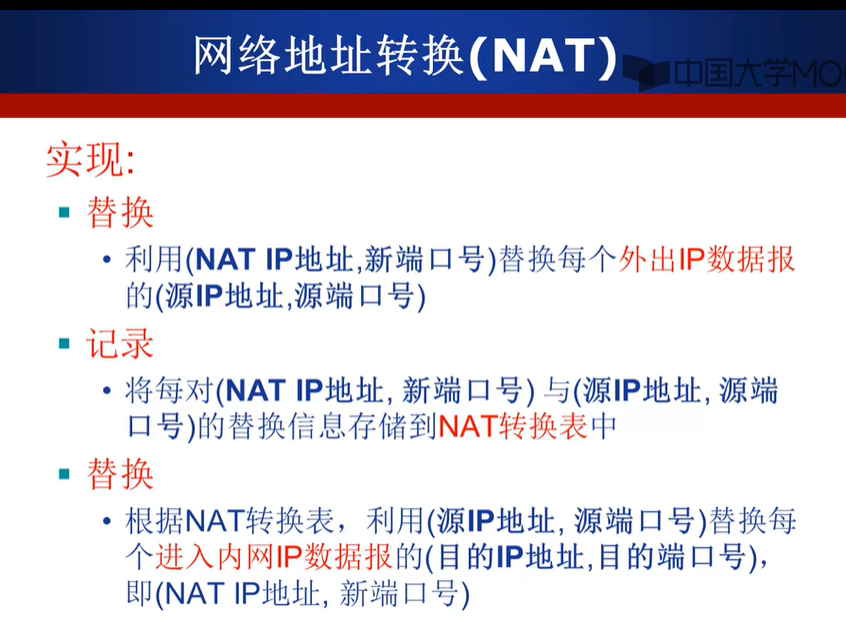 网络地址转换(NAT)
中国大学MO
实现:
替换
• 利用(NAT IP地址,新端口号)替换每个外出IP数据报
的(源IP地址,源端口号)
记录
• 将每对(NAT IP地址, 新端口号) 与(源IP地址, 源端
口号)的替换信息存储到NAT转换表中
替换
• 根据NAT转换表，利用(源IP地址, 源端口号)替换每
个进入内网IP数据报的(目的IP地址,目的端口号)，
即(NAT IP地址, 新端口号)